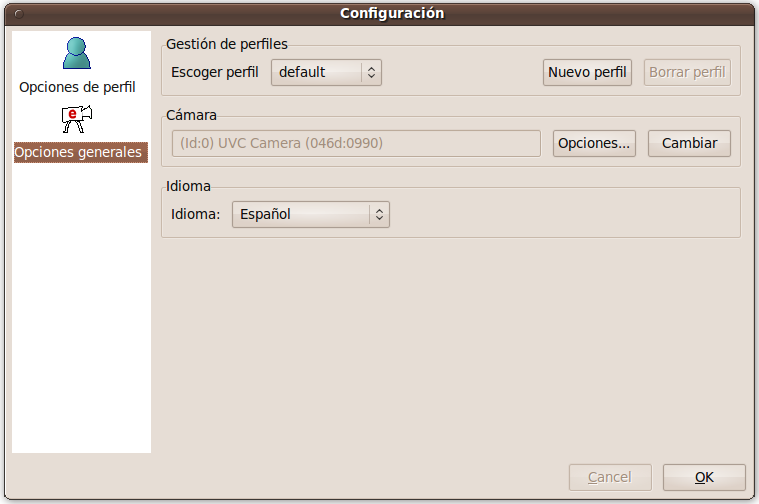 Configuración
Opciones de perfil
e
Opciones generales
Gestión de perfiles
Escoger perfil default Nuevo perfil Borrar perfil
Cámara
(Id:0) UVC Camera (046d:0990) Opciones... Cambiar
Idioma
Idioma: Español
Cancel OK